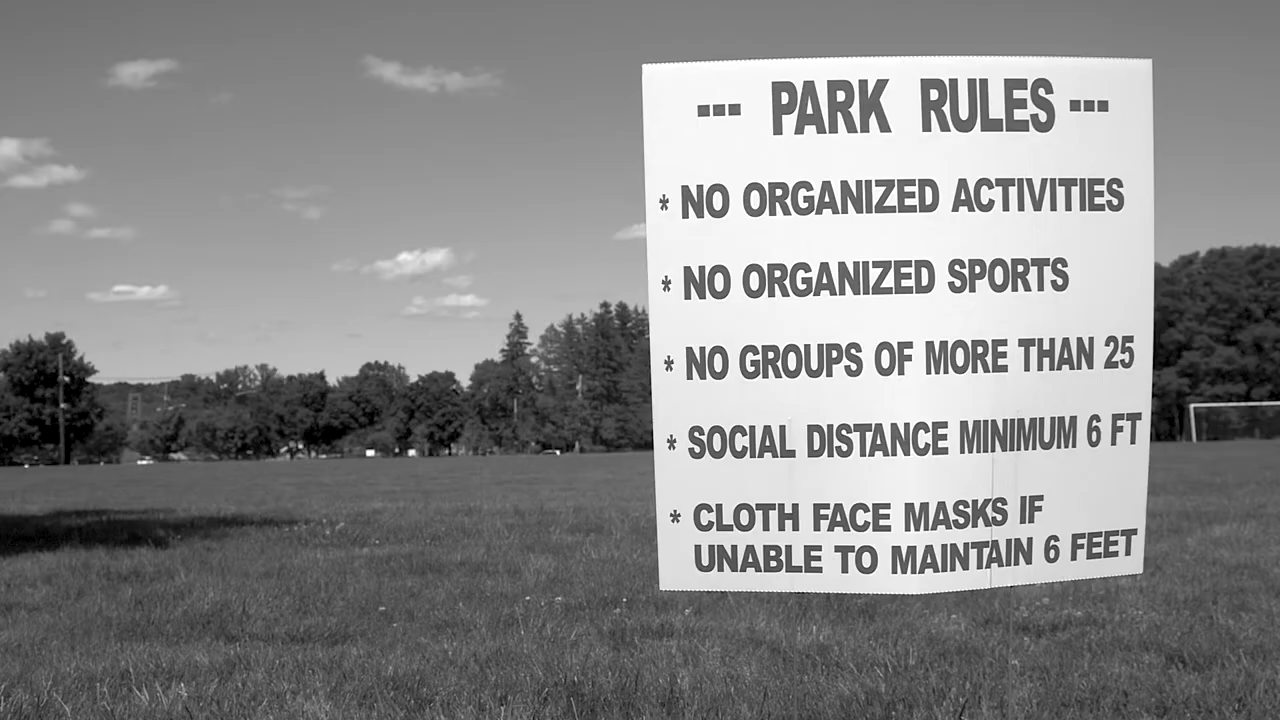 --- PARK RULES ---
* NO ORGANIZED ACTIVITIES
* NO ORGANIZED SPORTS
* NO GROUPS OF MORE THAN 25
* SOCIAL DISTANCE MINIMUM 6 FT
* CLOTH FACE MASKS IF
UNABLE TO MAINTAIN 6 FEET